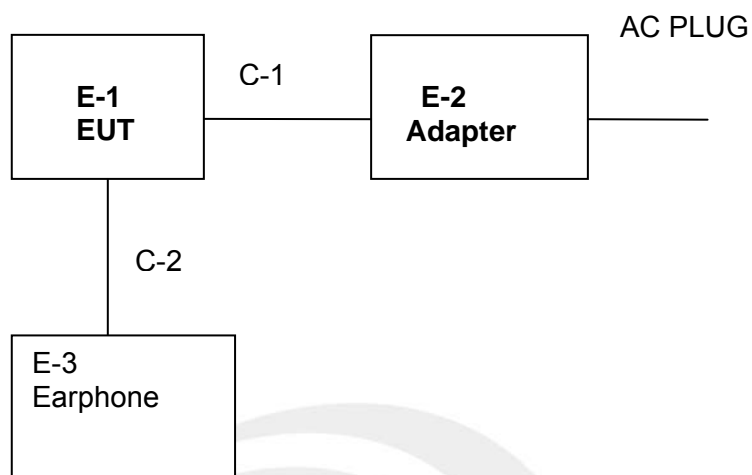 AC PLUG
C-1
E-1
EUT
E-2
Adapter
C-2
E-3
Earphone